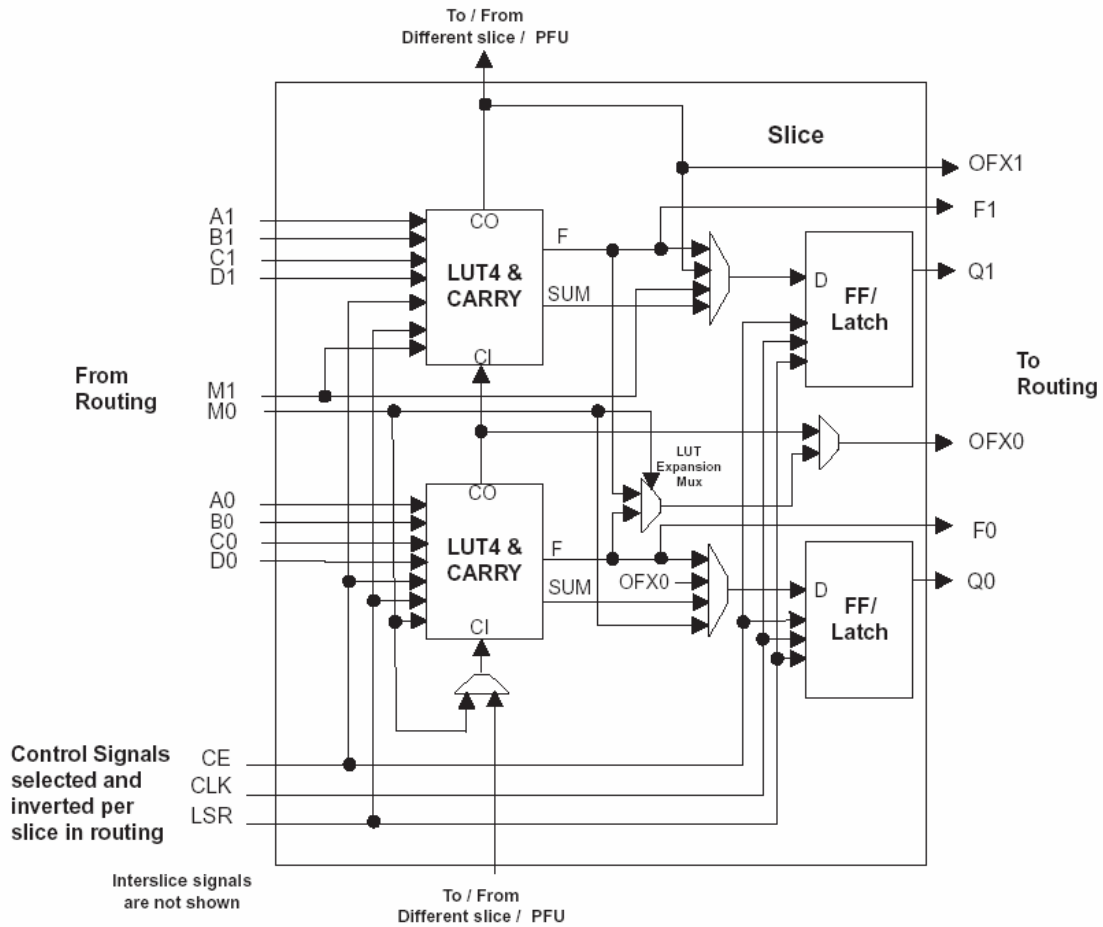 To / From
Different slice / PFU
Slice
OFX1
F1
A1
B1
C1
D1
CO
LUT4 &
CARRY
CI
F
SUM
D
FF/
Latch
Q1
From
Routing
M1
M0
To
Routing
OFX0
LUT
Expansion
Mux
A0
B0
C0
D0
CO
LUT4 &
CARRY
CI
F
OFX0
SUM
F0
D
FF/
Latch
Q0
Control Signals
selected and
inverted per
slice in routing
CE
CLK
LSR
Interslice signals
are not shown
To / From
Different slice / PFU